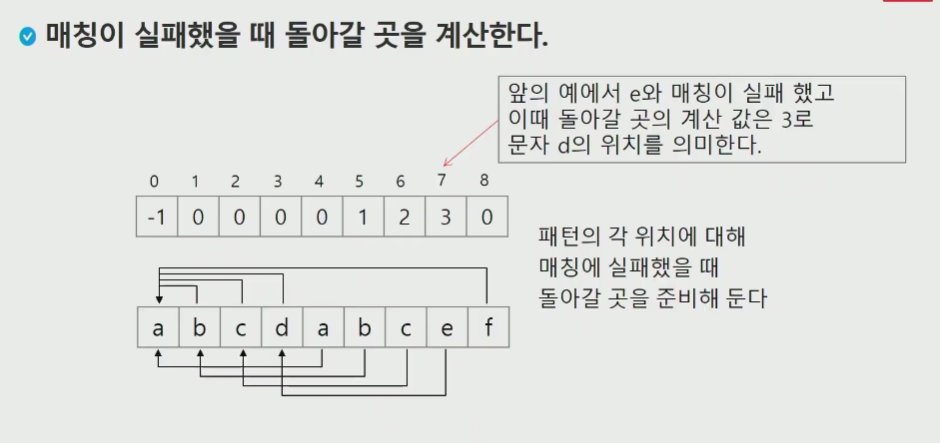 매칭이 실패했을 때 돌아갈 곳을 계산한다.
앞의 예에서 e와 매칭이 실패 했고
이때 돌아갈 곳의 계산 값은 3로
문자 d의 위치를 의미한다.
0 1 2 3 4 5 6 7 8
-1 0 0 0 0 1 2 3 0
패턴의 각 위치에 대해
매칭에 실패했을 때
돌아갈 곳을 준비해 둔다
a b c d a b c e f